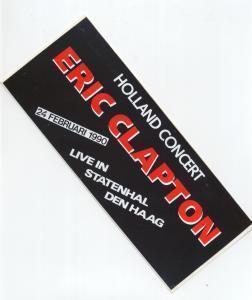 HOLLAND CONCERT
ERIC CLAPTON
24 FEBRUARI 1990
LIVE IN
STATENHAL
DEN HAAG